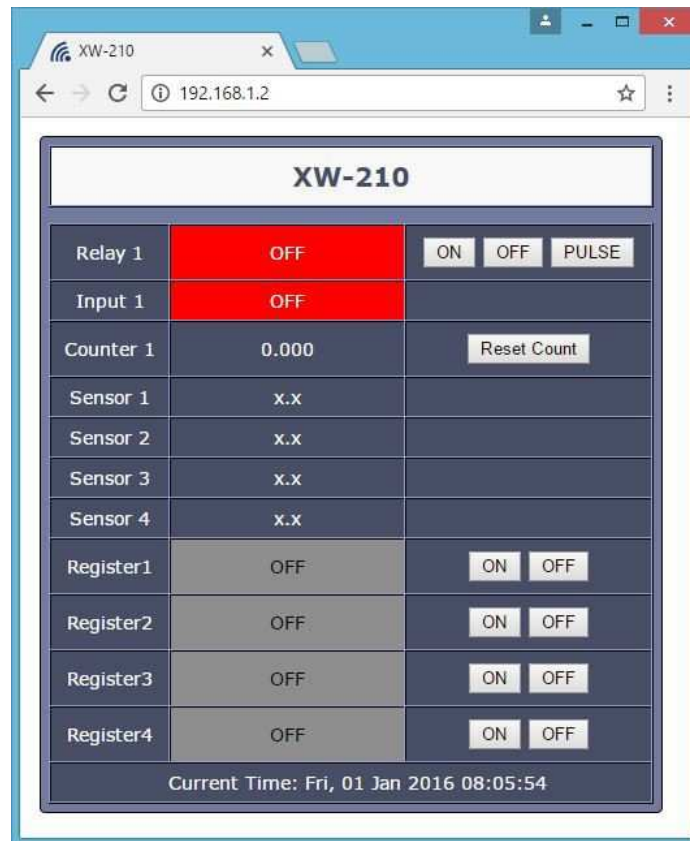 XW-210
192.168.1.2
XW-210
Relay 1 OFF ON OFF PULSE
Input 1 OFF
Counter 1 0.000 Reset Count
Sensor 1 x.x
Sensor 2 x.x
Sensor 3 x.x
Sensor 4 x.x
Register1 OFF ON OFF
Register2 OFF ON OFF
Register3 OFF ON OFF
Register4 OFF ON OFF
Current Time: Fri, 01 Jan 2016 08:05:54